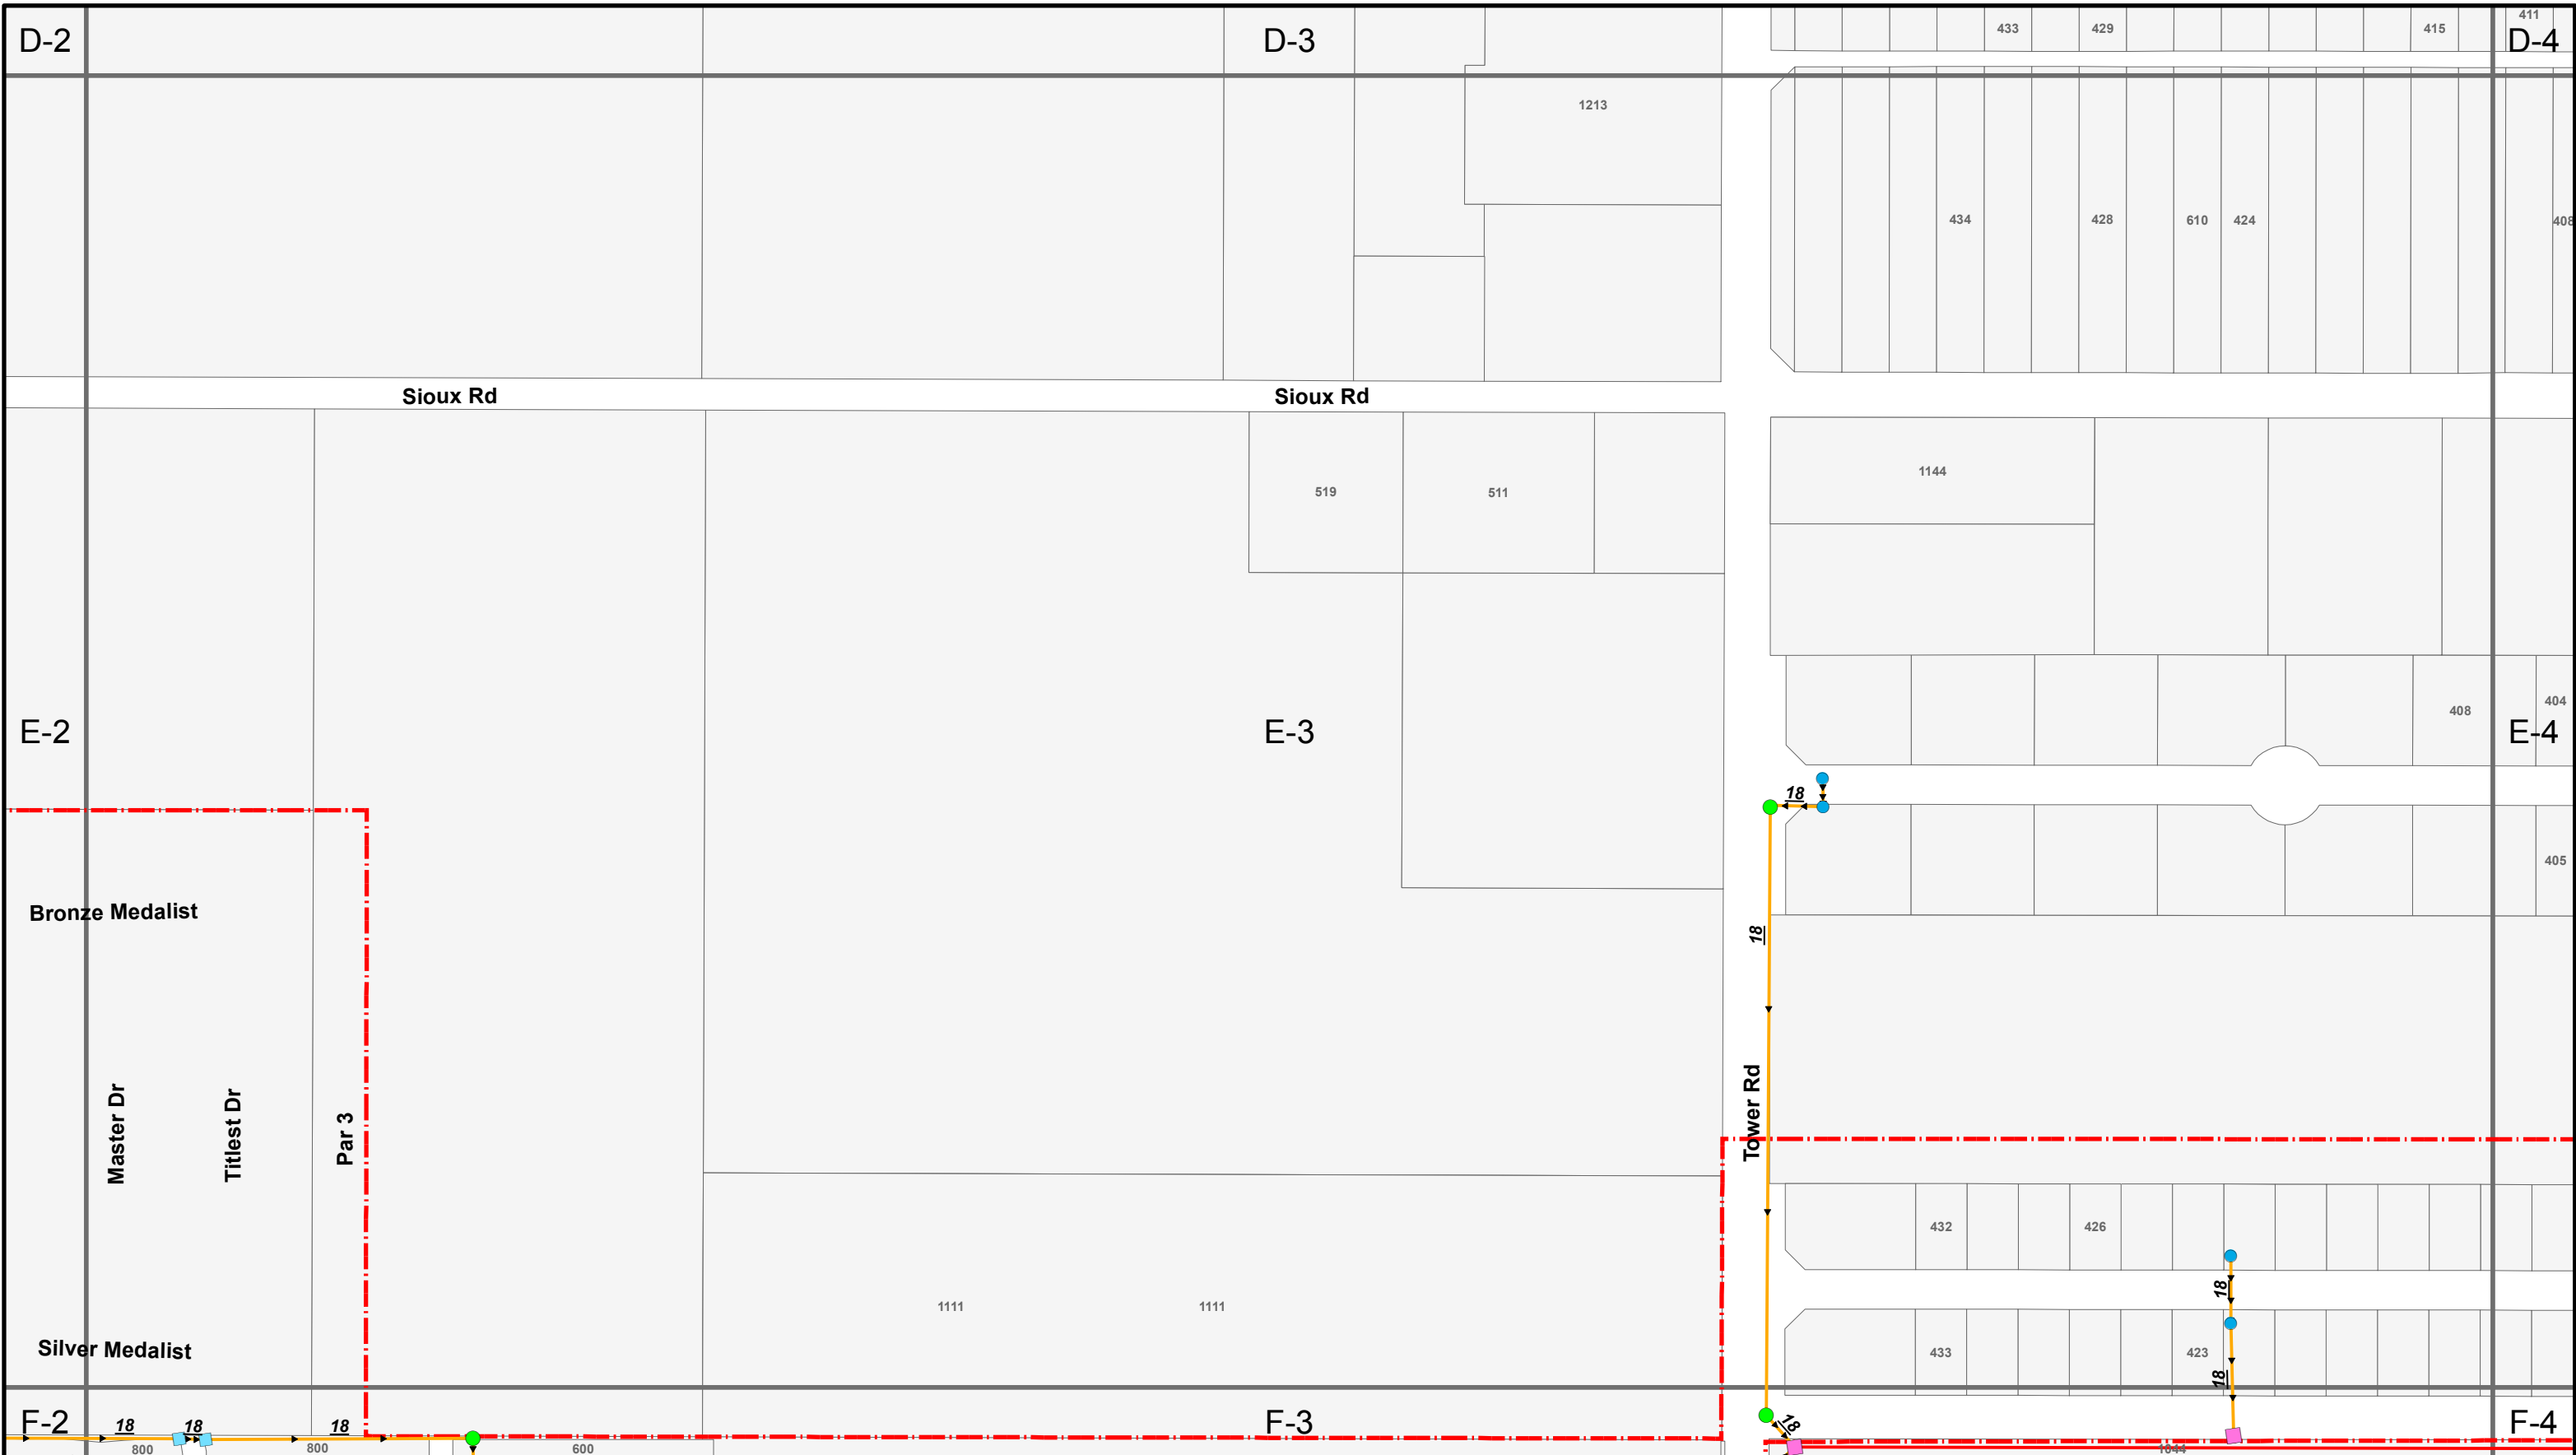 D-2
D-3
433
429
415
411
D-4
1213
434
428
610
424
408
Sioux Rd
Sioux Rd
519
511
1144
E-2
E-3
408
404
E-4
18
405
Bronze Medalist
18
Master Dr
Titlest Dr
Par 3
Tower Rd
432
426
18
1111
1111
Silver Medalist
433
423
18
F-2
18
18
18
F-3
18
F-4
800
800
600
1044